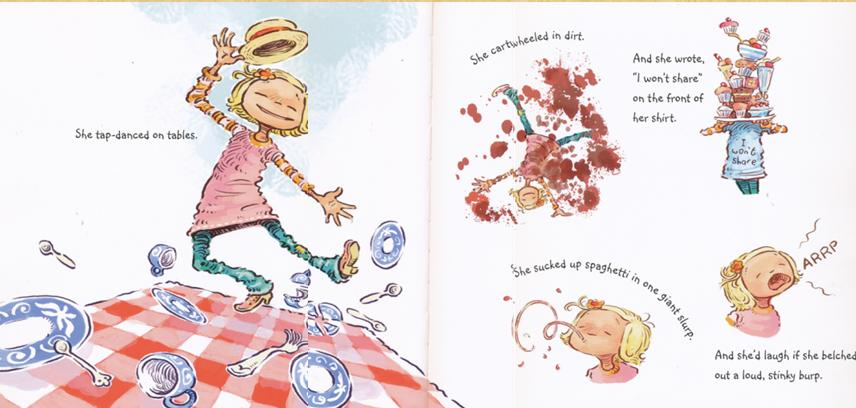 She tap-danced on tables.
She cartwheeled in dirt.
And she wrote,
"I won't share"
on the front of
her shirt.
I
won't
share
She sucked up spaghetti in one giant slurp.
ARRP
And she'd laugh if she belched
out a loud, stinky burp.